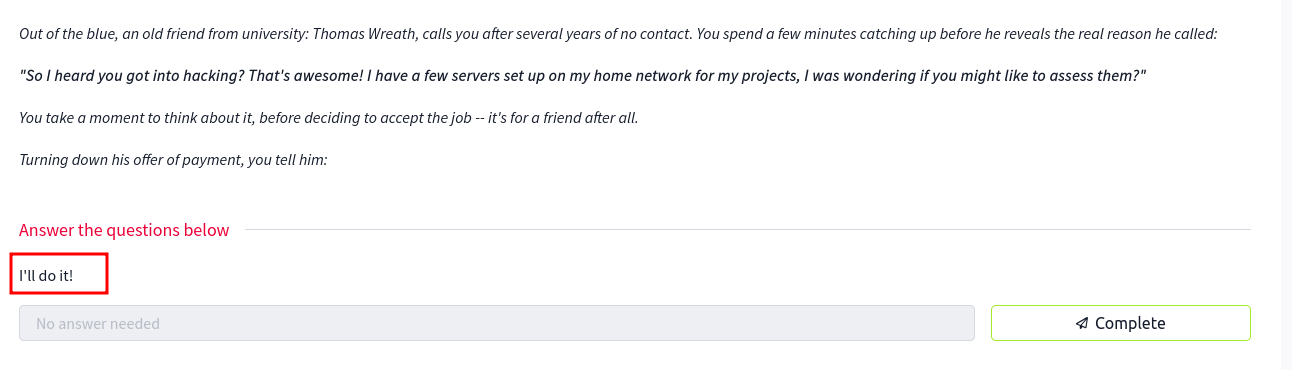 Out of the blue, an old friend from university: Thomas Wreath, calls you after several years of no contact. You spend a few minutes catching up before he reveals the real reason he called:
"So I heard you got into hacking? That's awesome! I have a few servers set up on my home network for my projects, I was wondering if you might like to assess them?"
You take a moment to think about it, before deciding to accept the job -- it's for a friend after all.
Turning down his offer of payment, you tell him:
Answer the questions below
I'll do it!
No answer needed
Complete